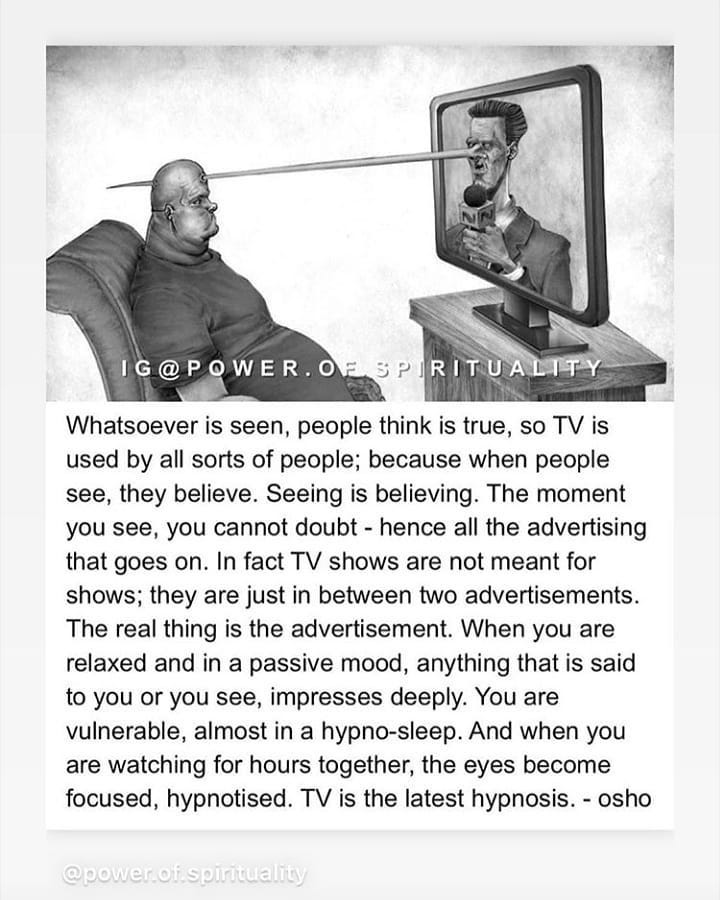 IG@POWER.OF.SPIRITUALITY
Whatsoever is seen, people think is true, so TV is
used by all sorts of people; because when people
see, they believe. Seeing is believing. The moment
you see, you cannot doubt - hence all the advertising
that goes on. In fact TV shows are not meant for
shows; they are just in between two advertisements.
The real thing is the advertisement. When you are
relaxed and in a passive mood, anything that is said
to you or you see, impresses deeply. You are
vulnerable, almost in a hypno-sleep. And when you
are watching for hours together, the eyes become
focused, hypnotised. TV is the latest hypnosis. - osho
@power.of.spirituality